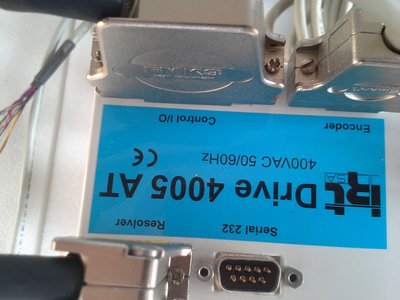 Serial 232 Resolver
iRt SA Drive 4005 AT
400VAC 50/60Hz CE
Encoder Control I/O